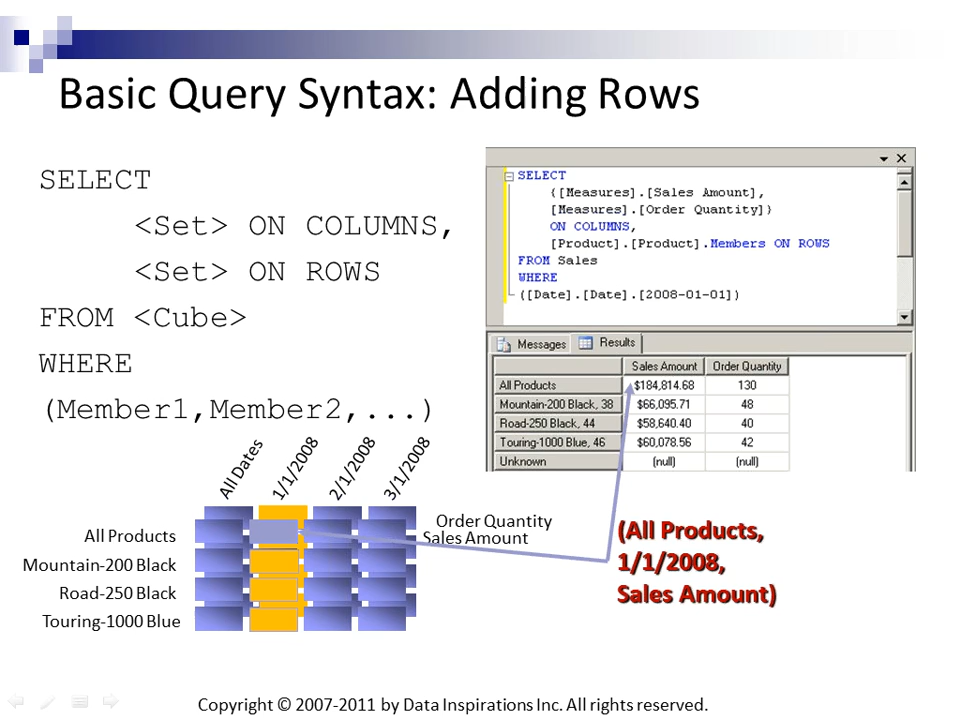 Basic Query Syntax: Adding Rows
SELECT
<Set> ON COLUMNS,
<Set> ON ROWS
FROM <Cube>
WHERE
(Member1,Member2,...)
SELECT
{[Measures].[Sales Amount],
[Measures].[Order Quantity]}
ON COLUMNS,
[Product].[Product].Members ON ROWS
FROM Sales
WHERE
([Date].[Date].[2008-01-01])
Messages Results
Sales Amount Order Quantity
All Products $184,814.68 130
Mountain-200 Black, 38 $66,095.71 48
Road-250 Black, 44 $58,640.40 40
Touring-1000 Blue, 46 $60,078.56 42
Unknown (null) (null)
All Dates 1/1/2008 2/1/2008 3/1/2008
Order Quantity
Sales Amount
All Products
Mountain-200 Black
Road-250 Black
Touring-1000 Blue
(All Products,
1/1/2008,
Sales Amount)
Copyright © 2007-2011 by Data Inspirations Inc. All rights reserved.